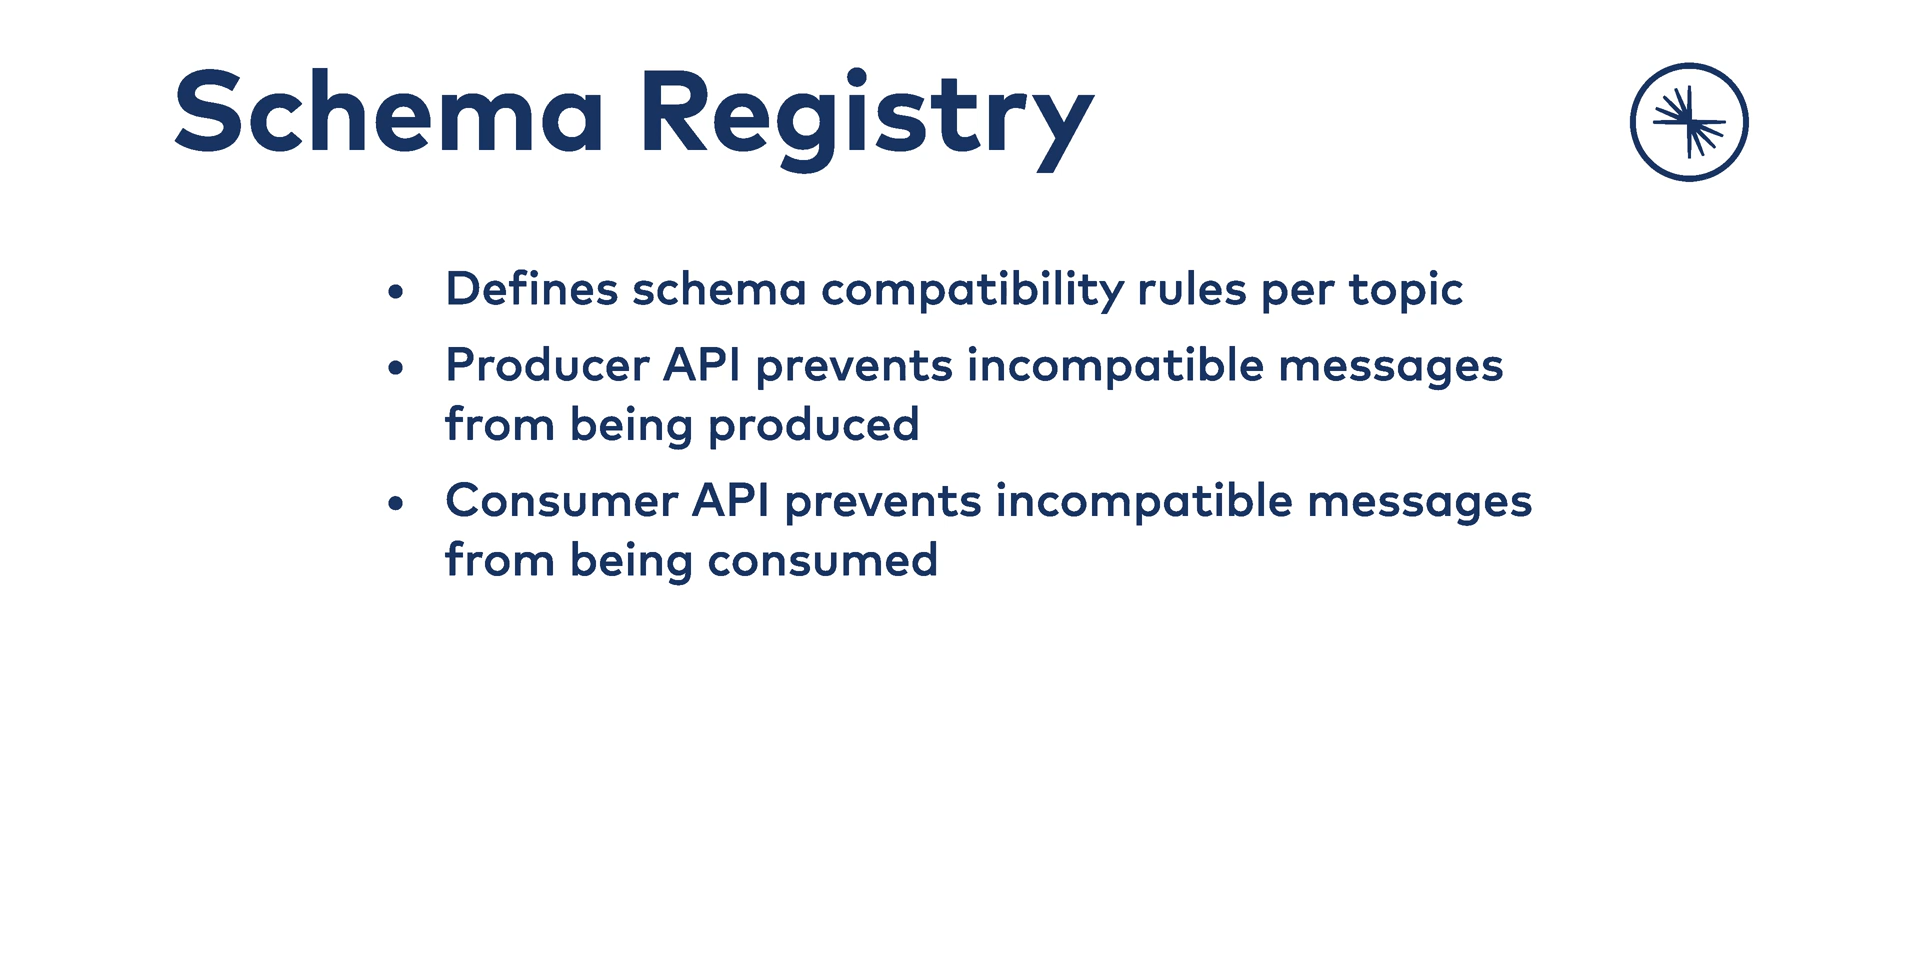 Schema Registry
• Defines schema compatibility rules per topic
• Producer API prevents incompatible messages
from being produced
• Consumer API prevents incompatible messages
from being consumed